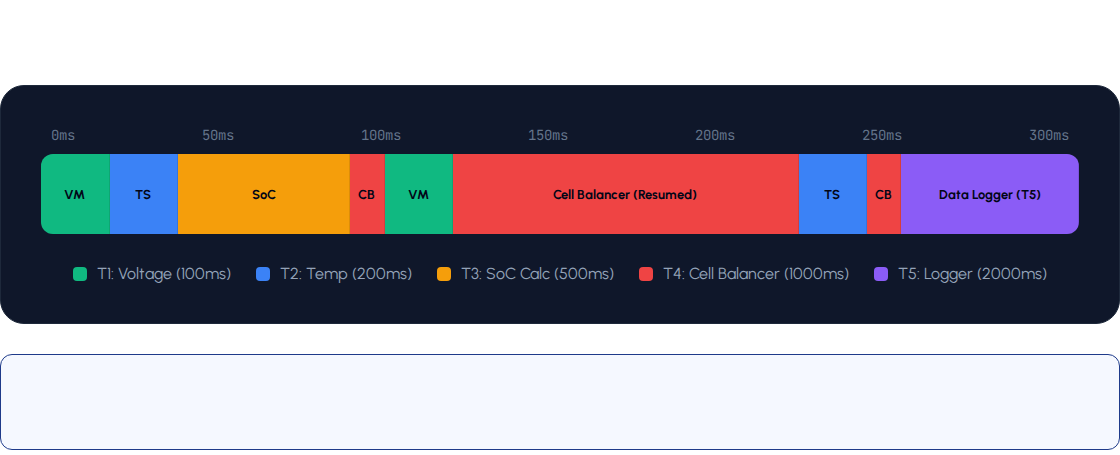 0ms 50ms 100ms 150ms 200ms 250ms 300ms
VM TS SoC CB VM Cell Balancer (Resumed) TS CB Data Logger (T5)
T1: Voltage (100ms) T2: Temp (200ms) T3: SoC Calc (500ms) T4: Cell Balancer (1000ms) T5: Logger (2000ms)